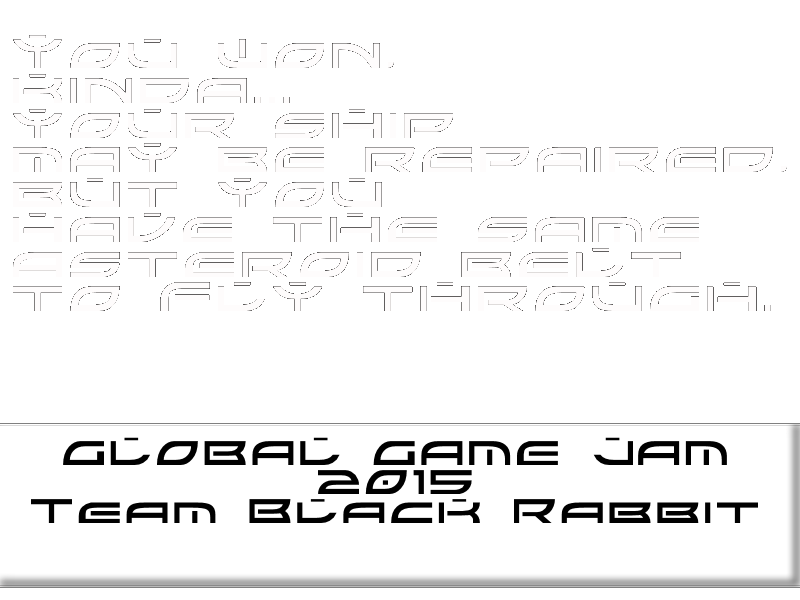 You won.
Kinda...
Your ship
may be repaired.
But you
have the same
asteroid belt
to fly through.
Global Game Jam
2015
Team Black Rabbit